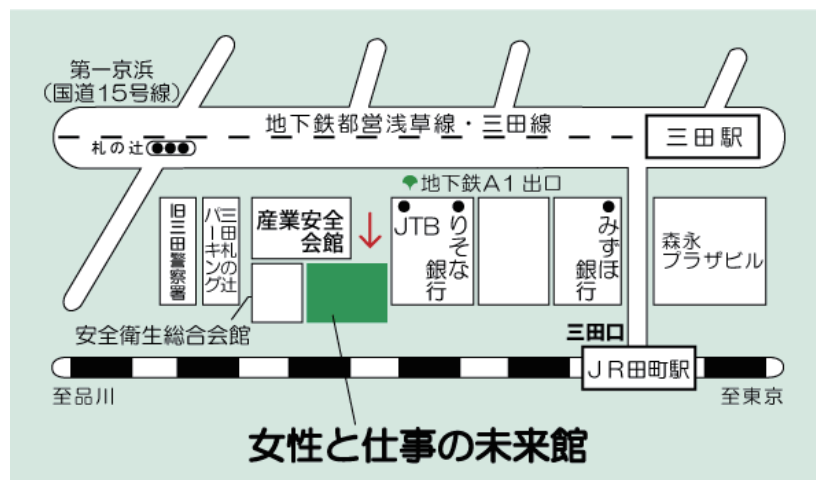 第一京浜
(国道15号線)
地下鉄都営浅草線・三田線
三田駅
札の辻
地下鉄A1出口
旧三田警察署
三田札の辻
パーキング
産業安全
会館
JTB
りそな
銀行
みずほ
銀行
森永
プラザビル
安全衛生総合会館
三田口
JR田町駅
至品川
至東京
女性と仕事の未来館